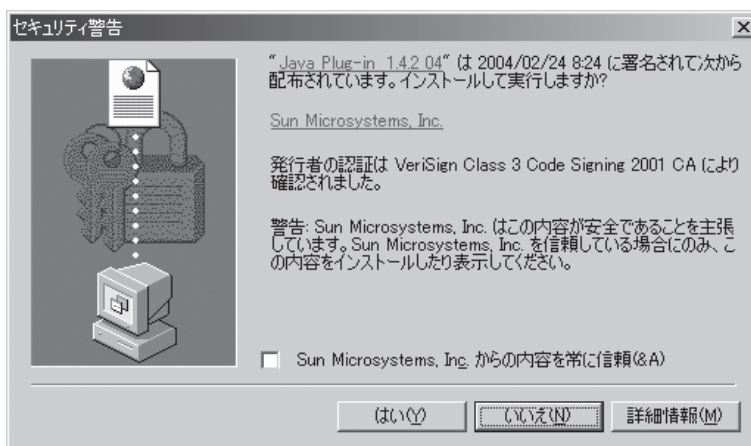 セキュリティ警告
"Java Plug-in 1.4.2 04" は 2004/02/24 8:24 に署名されて次から
配布されています。インストールして実行しますか?
Sun Microsystems, Inc.
発行者の認証は VeriSign Class 3 Code Signing 2001 CA により
確認されました。
警告: Sun Microsystems, Inc. はこの内容が安全であることを主張
しています。Sun Microsystems, Inc. を信頼している場合にのみ、こ
の内容をインストールしたり表示してください。
Sun Microsystems, Inc. からの内容を常に信頼(&A)
はい(Y)
いいえ(N)
詳細情報(M)